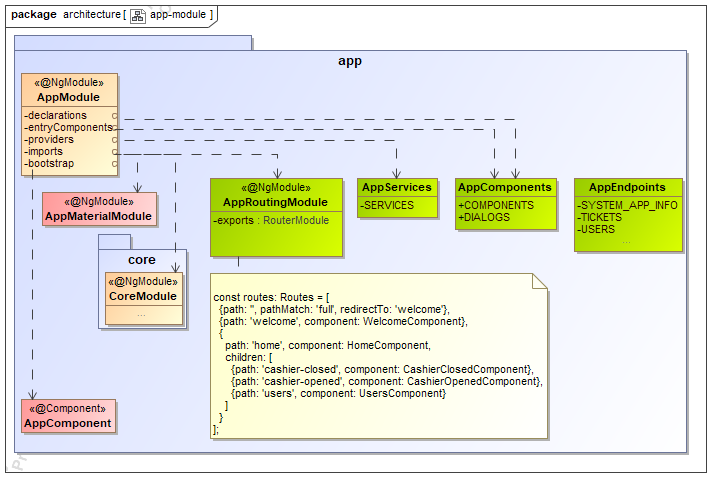 package architecture [ app-module ]
app
«@NgModule»
AppModule
-declarations
-entryComponents
-providers
-imports
-bootstrap
«@NgModule»
AppMaterialModule
core
«@NgModule»
CoreModule
...
«@Component»
AppComponent
«@NgModule»
AppRoutingModule
-exports : RouterModule
AppServices
-SERVICES
AppComponents
+COMPONENTS
+DIALOGS
AppEndpoints
-SYSTEM_APP_INFO
-TICKETS
-USERS
...
const routes: Routes = [
{path: '', pathMatch: 'full', redirectTo: 'welcome'},
{path: 'welcome', component: WelcomeComponent},
{
path: 'home', component: HomeComponent,
children: [
{path: 'cashier-closed', component: CashierClosedComponent},
{path: 'cashier-opened', component: CashierOpenedComponent},
{path: 'users', component: UsersComponent}
]
}
];